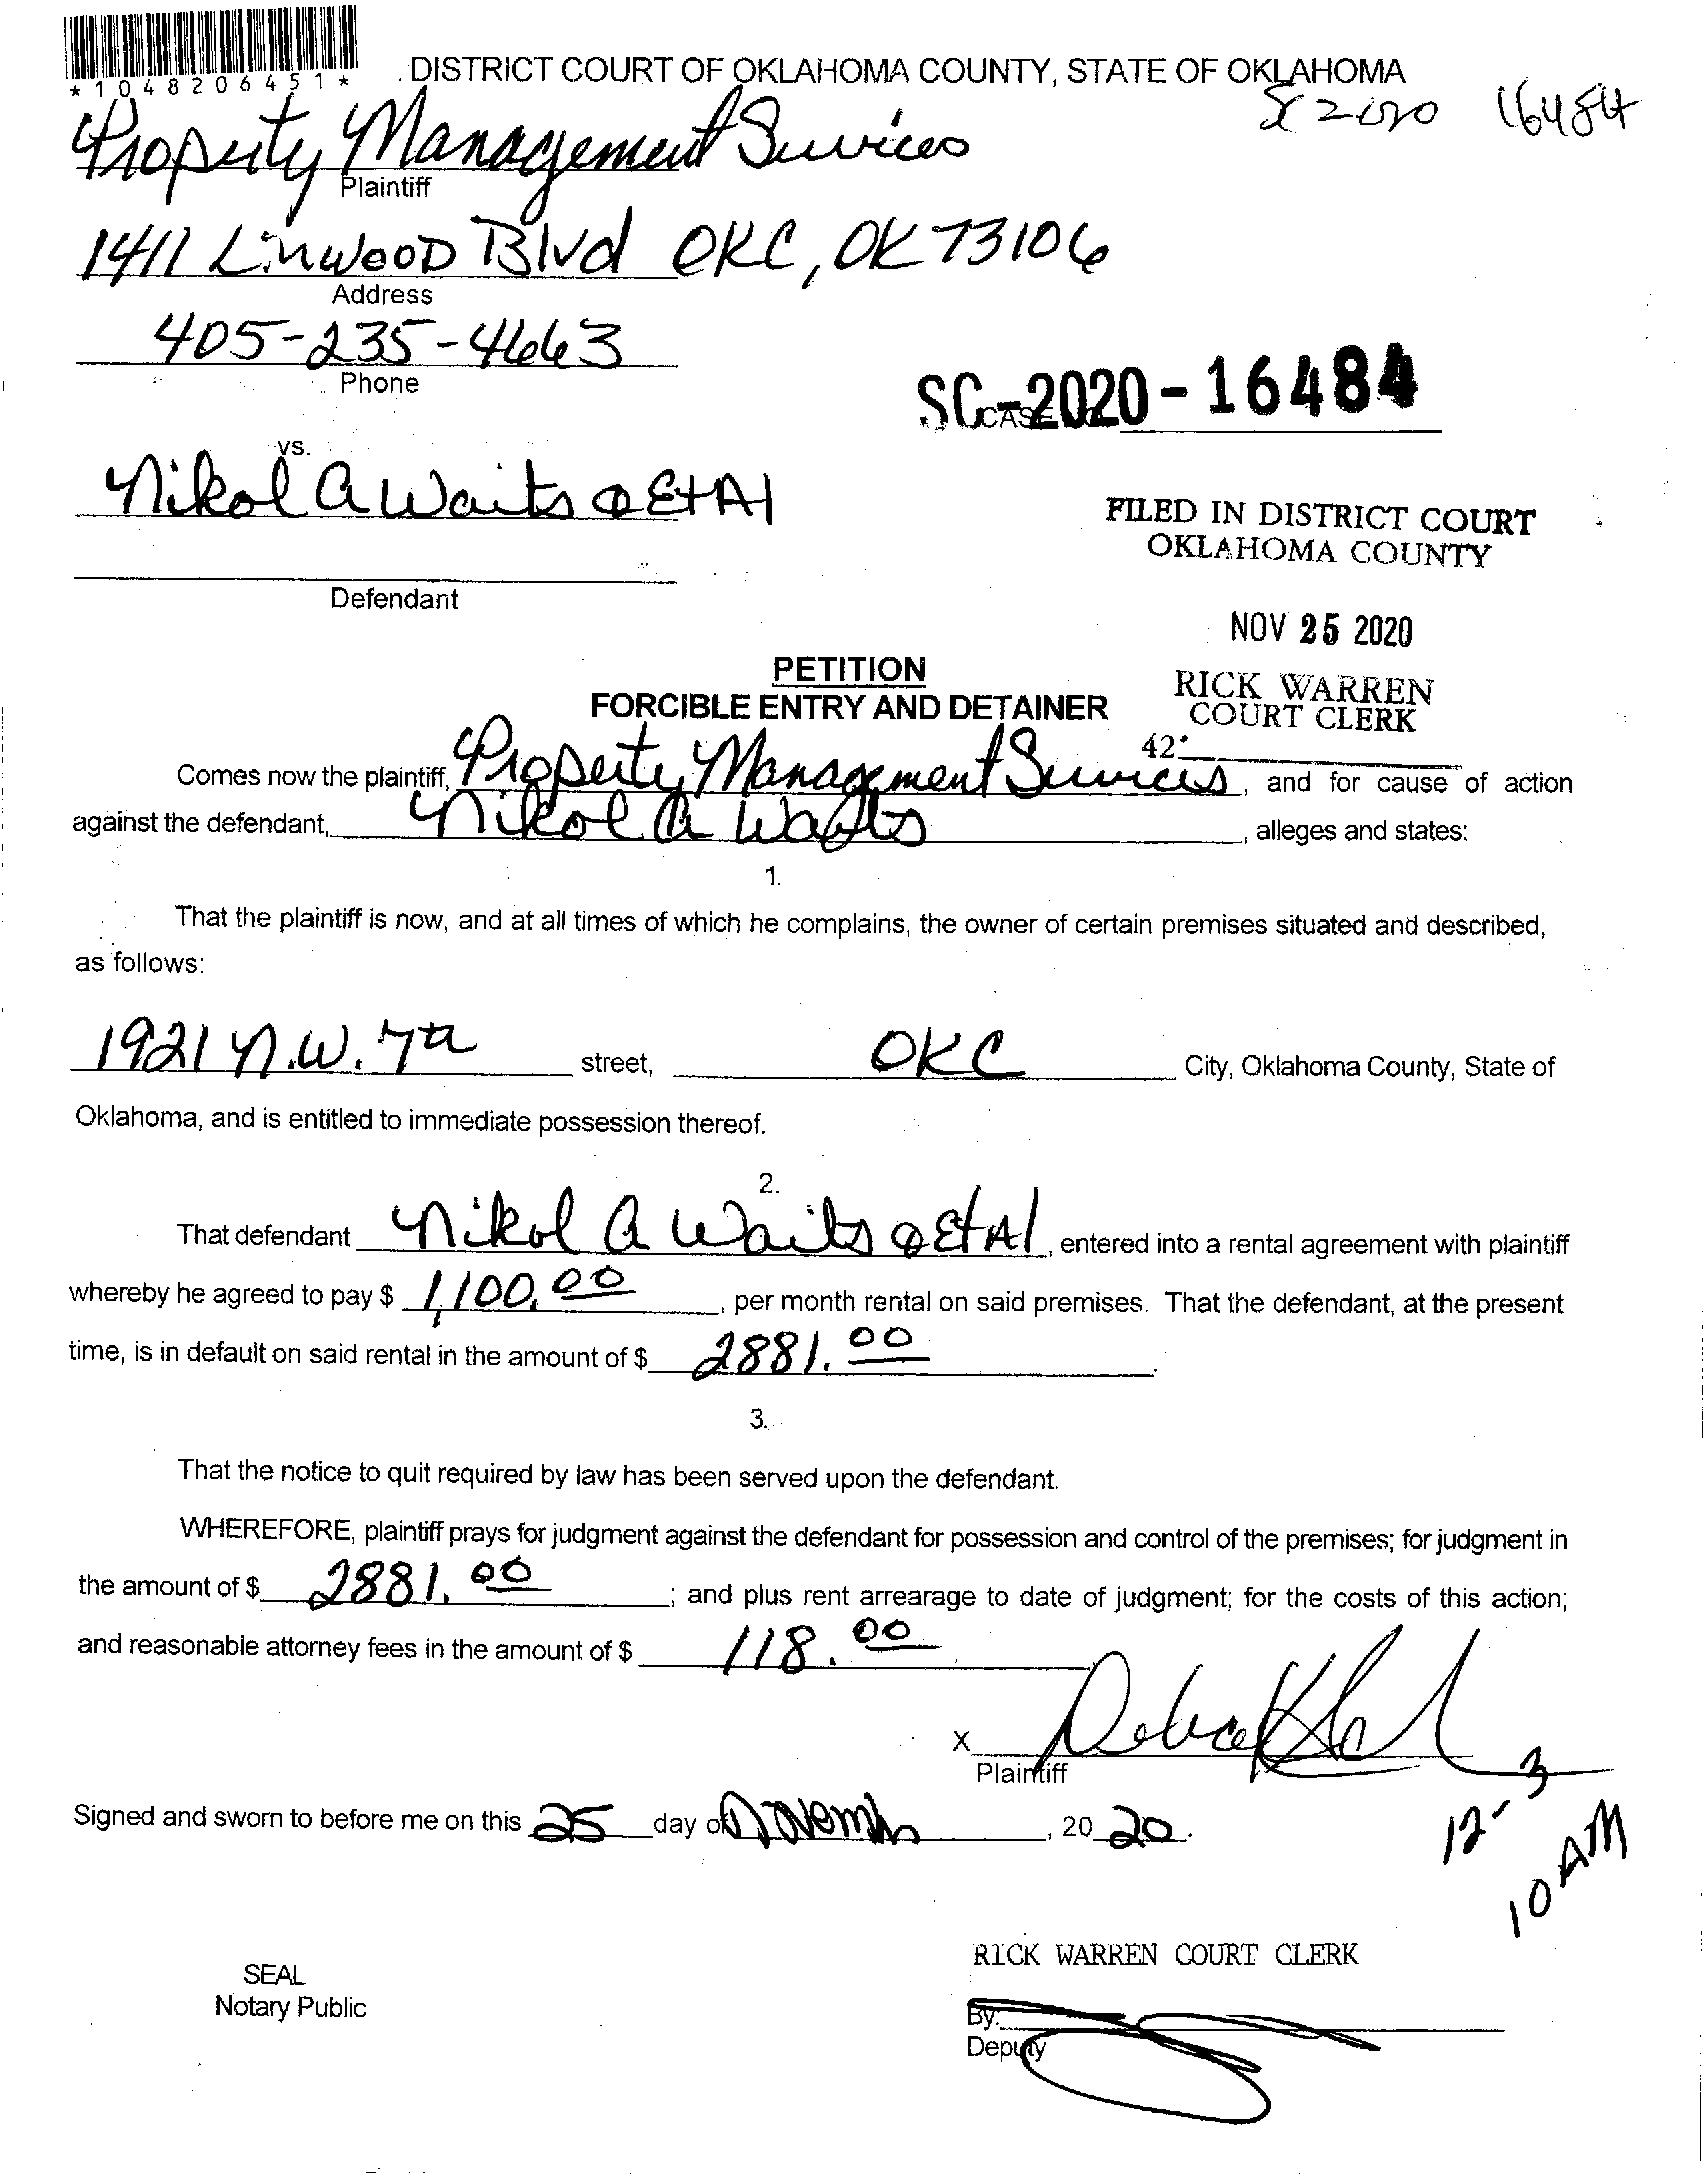 *1048206451*
DISTRICT COURT OF OKLAHOMA COUNTY, STATE OF OKLAHOMA
SC 2020 16484
Property Management Services
Plaintiff
1411 LinwooD Blvd OKC, OK 73106
Address
405-235-4663
Phone
SC-2020-16484
CASE
vs.
Nikol A Waits @ Et Al
Defendant
FILED IN DISTRICT COURT
OKLAHOMA COUNTY
NOV 25 2020
RICK WARREN
COURT CLERK
42
PETITION
FORCIBLE ENTRY AND DETAINER
Comes now the plaintiff, Property Management Services, and for cause of action
against the defendant, Nikol A Waits, alleges and states:
1.
That the plaintiff is now, and at all times of which he complains, the owner of certain premises situated and described,
as follows:
1921 N.W. 7th street, OKC City, Oklahoma County, State of
Oklahoma, and is entitled to immediate possession thereof.
2.
That defendant Nikol A Waits @ Et Al, entered into a rental agreement with plaintiff
whereby he agreed to pay $ 1,100.00, per month rental on said premises. That the defendant, at the present
time, is in default on said rental in the amount of $ 2881.00.
3.
That the notice to quit required by law has been served upon the defendant.
WHEREFORE, plaintiff prays for judgment against the defendant for possession and control of the premises; for judgment in
the amount of $ 2881.00; and plus rent arrearage to date of judgment; for the costs of this action;
and reasonable attorney fees in the amount of $ 118.00
X
Plaintiff
Signed and sworn to before me on this 25 day of Novemb, 20 20.
12-3
10 AM
RICK WARREN COURT CLERK
SEAL
Notary Public
By:
Deputy